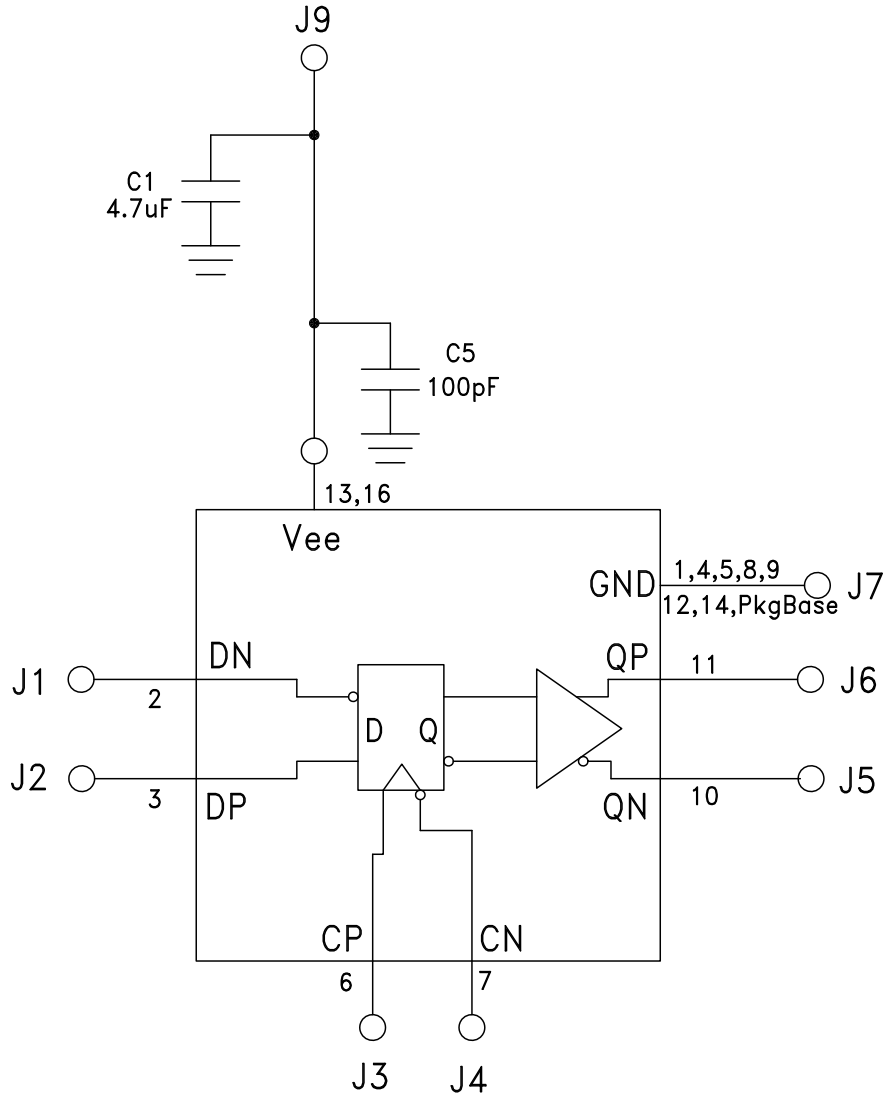 J9
C1
4.7uF
C5
100pF
13,16
Vee
GND
1,4,5,8,9
J7
12,14,PkgBase
J1
2
DN
QP
11
J6
D Q
J2
3
DP
QN
10
J5
CP
CN
6
7
J3
J4